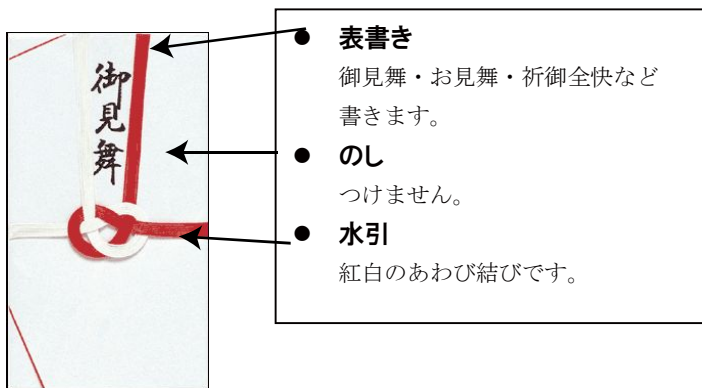 御見舞
● 表書き
御見舞・お見舞・祈御全快など
書きます。
● のし
つけません。
● 水引
紅白のあわび結びです。